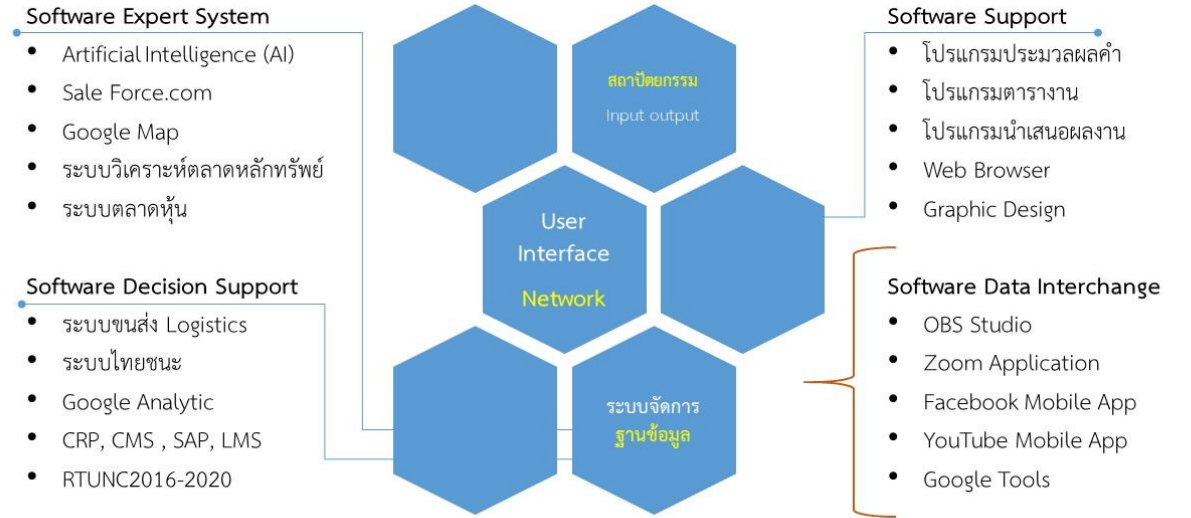 Software Expert System
• Artificial Intelligence (AI)
• Sale Force.com
• Google Map
• ระบบวิเคราะห์ตลาดหลักทรัพย์
• ระบบตลาดหุ้น
Software Decision Support
• ระบบขนส่ง Logistics
• ระบบไทยชนะ
• Google Analytic
• CRP, CMS , SAP, LMS
• RTUNC2016-2020
สถาปัตยกรรม
Input output
User
Interface
Network
ระบบจัดการ
ฐานข้อมูล
Software Support
• โปรแกรมประมวลผลคำ
• โปรแกรมตารางาน
• โปรแกรมนำเสนอผลงาน
• Web Browser
• Graphic Design
Software Data Interchange
• OBS Studio
• Zoom Application
• Facebook Mobile App
• YouTube Mobile App
• Google Tools